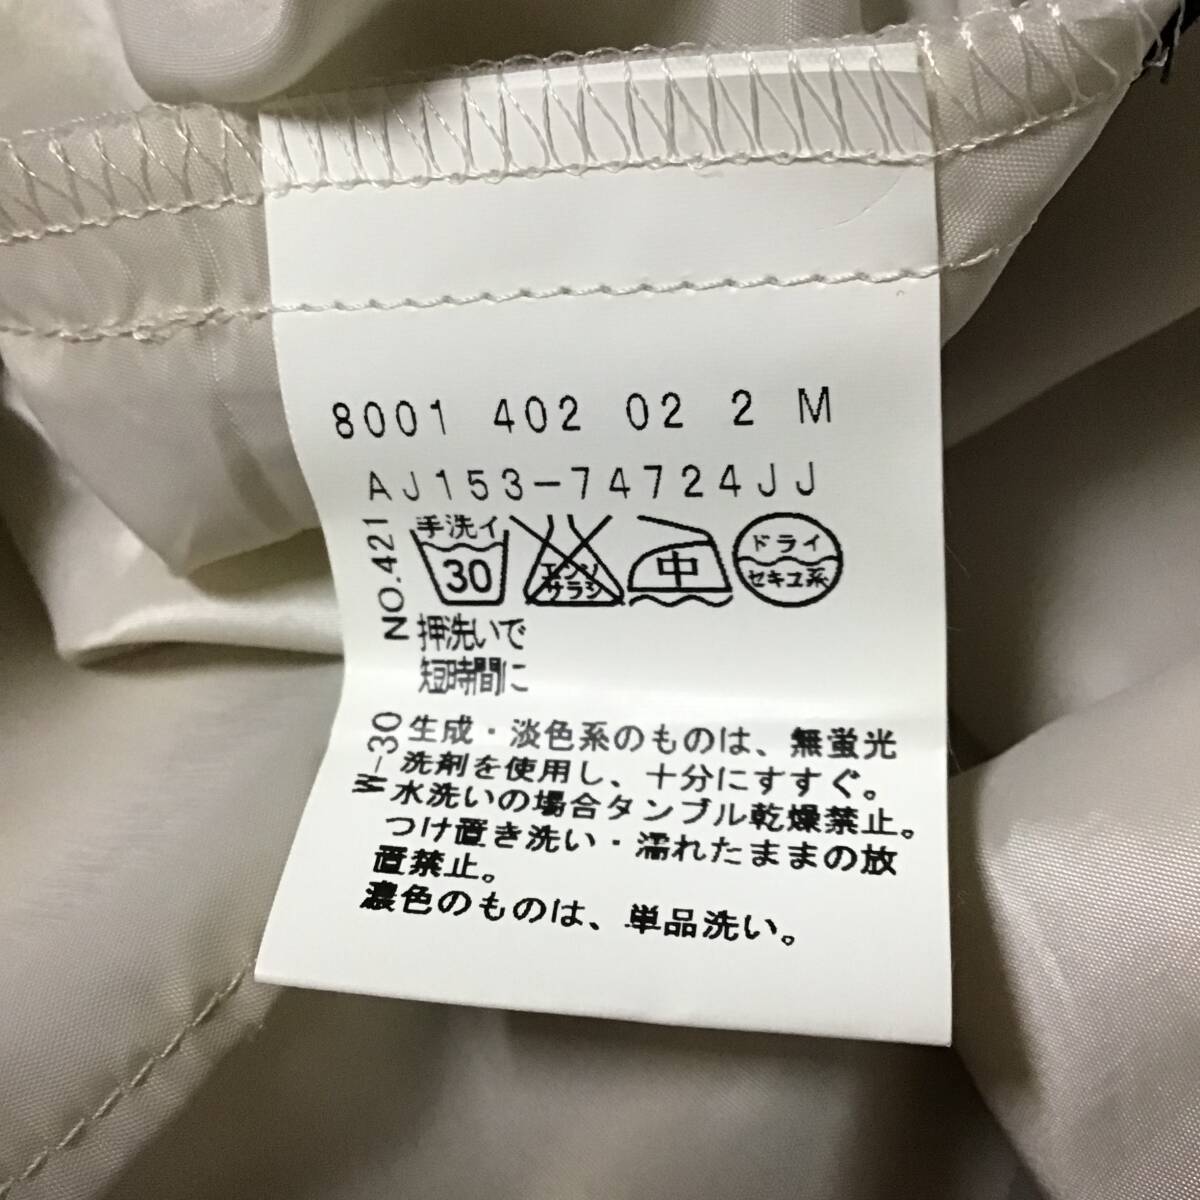 8001 402 02 2 M
AJ153-74724JJ
手洗イ
30
エンソ
サラシ
中
ドライ
セキユ系
NO.421
押洗いで
短時間に
W-30
生成・淡色系のものは、無蛍光
洗剤を使用し、十分にすすぐ。
水洗いの場合タンブル乾燥禁止。
つけ置き洗い・濡れたままの放
置禁止。
濃色のものは、単品洗い。